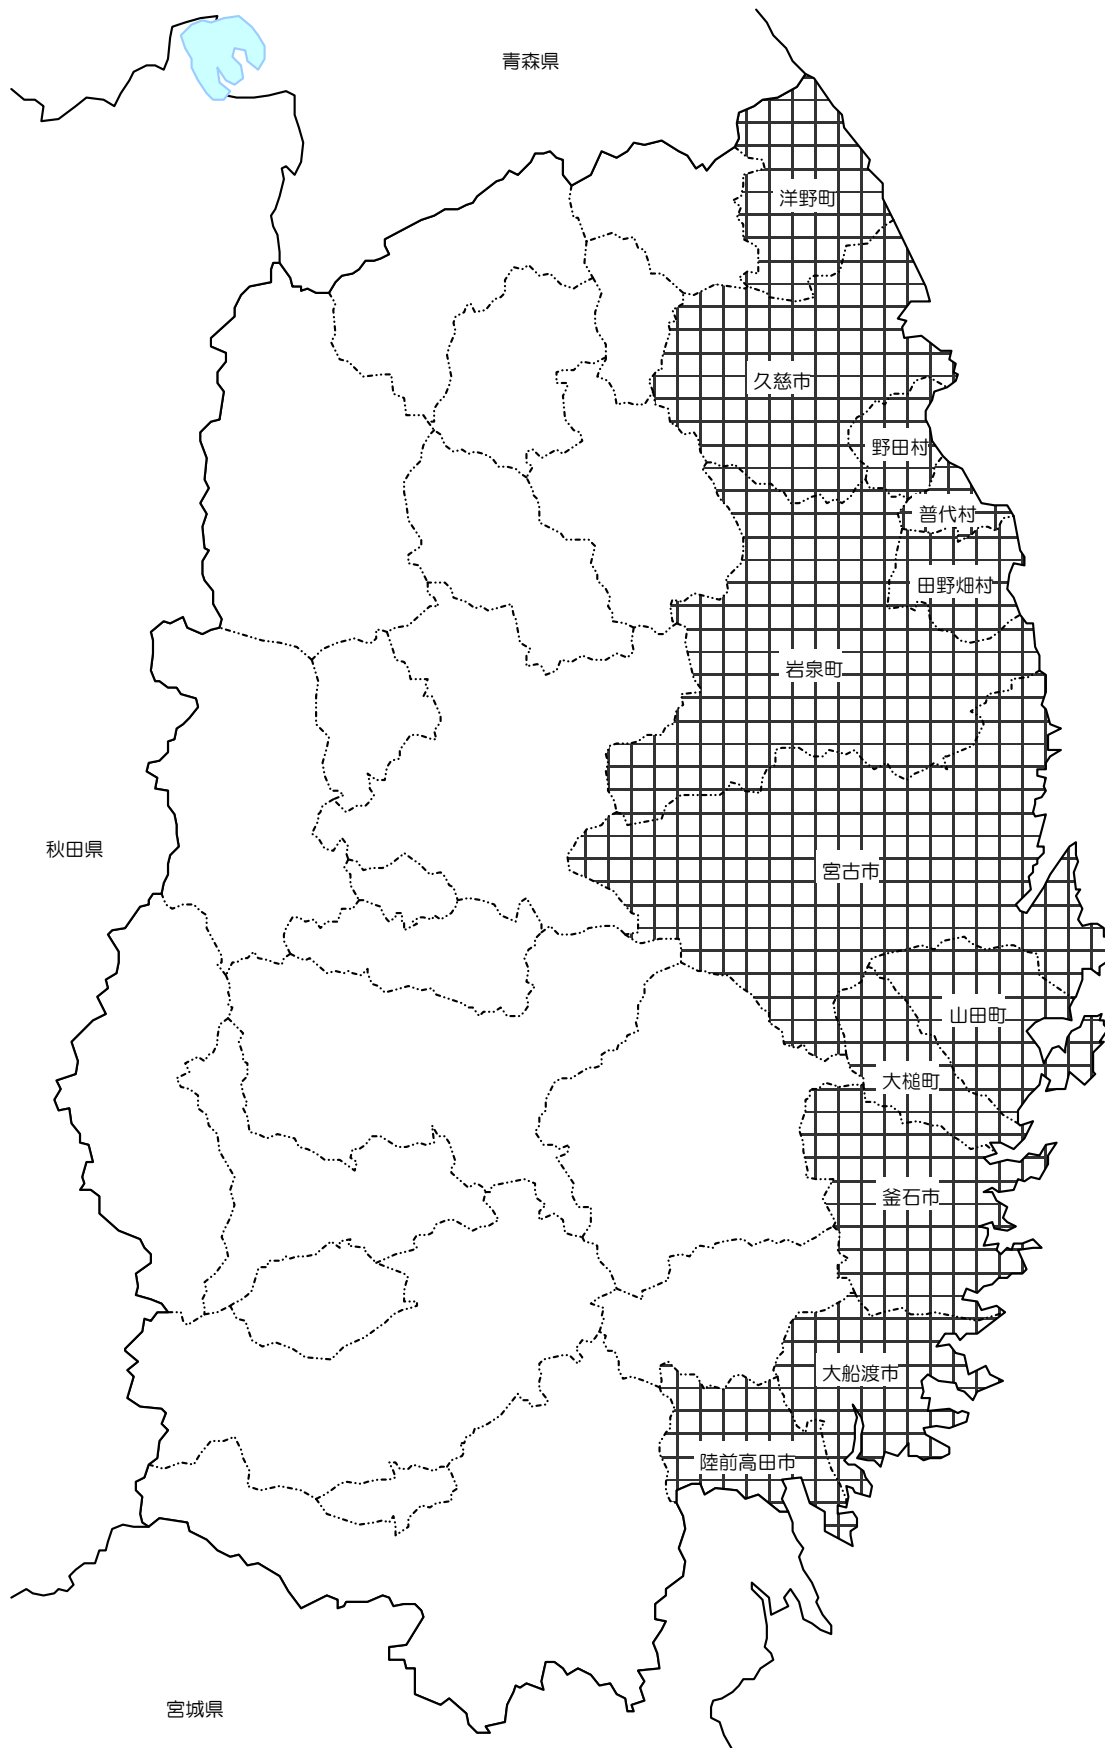 青森県
洋野町
久慈市
野田村
普代村
田野畑村
岩泉町
秋田県
宮古市
山田町
大槌町
釜石市
大船渡市
陸前高田市
宮城県